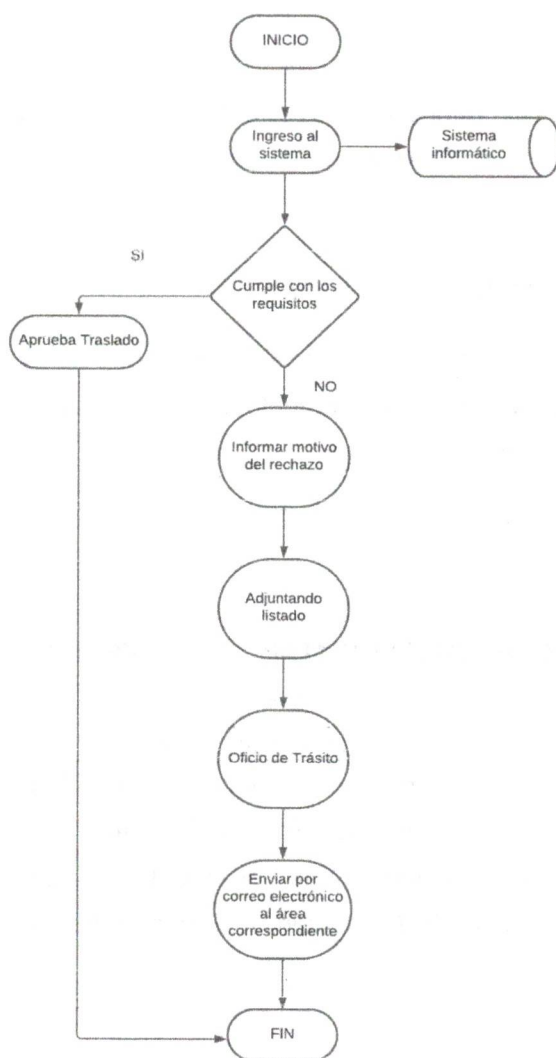 INICIO
Ingreso al
sistema
Sistema
informático
Cumple con los
requisitos
SI
Aprueba Traslado
NO
Informar motivo
del rechazo
Adjuntando
listado
Oficio de Trásito
Enviar por
correo electrónico
al área
correspondiente
FIN